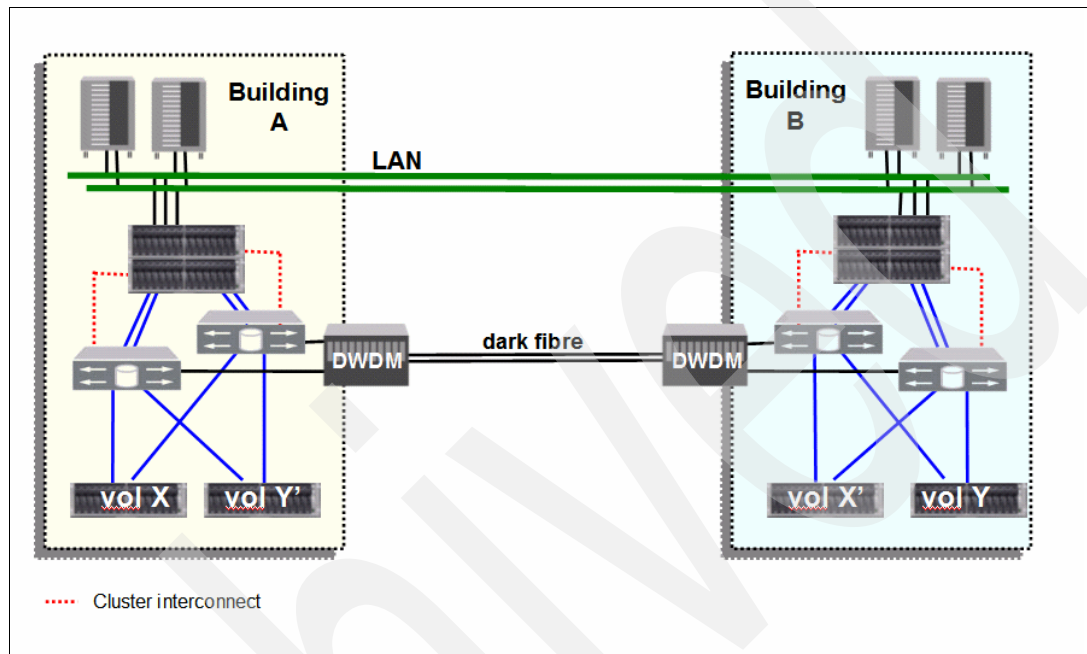 Building
A
Building
B
LAN
DWDM
dark fibre
DWDM
vol X
vol Y’
vol X’
vol Y
Cluster interconnect